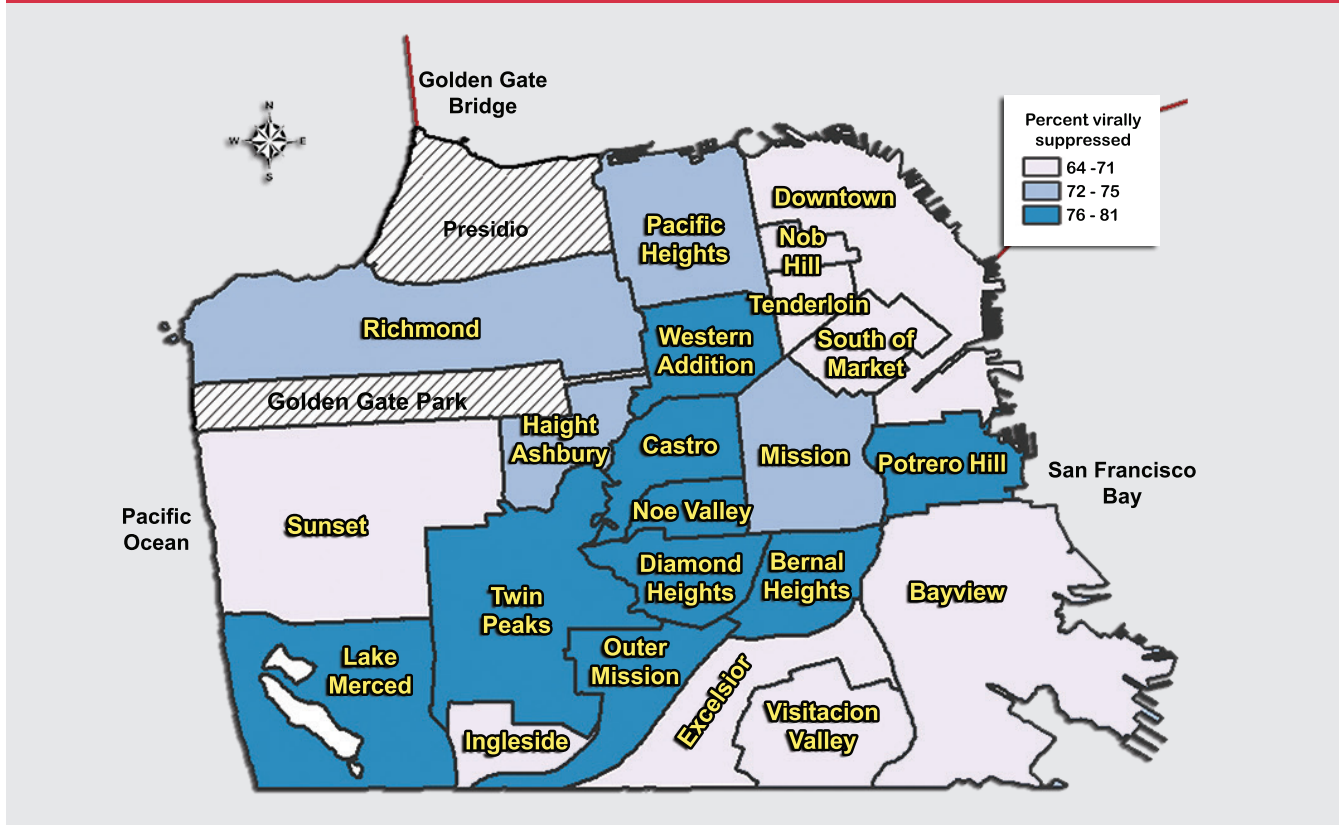 Golden Gate
Bridge
N
W
E
S
Percent virally
suppressed
64 -71
72 - 75
76 - 81
Presidio
Pacific
Heights
Downtown
Nob
Hill
Tenderloin
Richmond
Western
Addition
South of
Market
Golden Gate Park
Haight
Ashbury
Castro
Mission
Potrero Hill
San Francisco
Bay
Pacific
Ocean
Sunset
Noe Valley
Diamond
Heights
Bernal
Heights
Bayview
Twin
Peaks
Lake
Merced
Outer
Mission
Excelsior
Visitacion
Valley
Ingleside